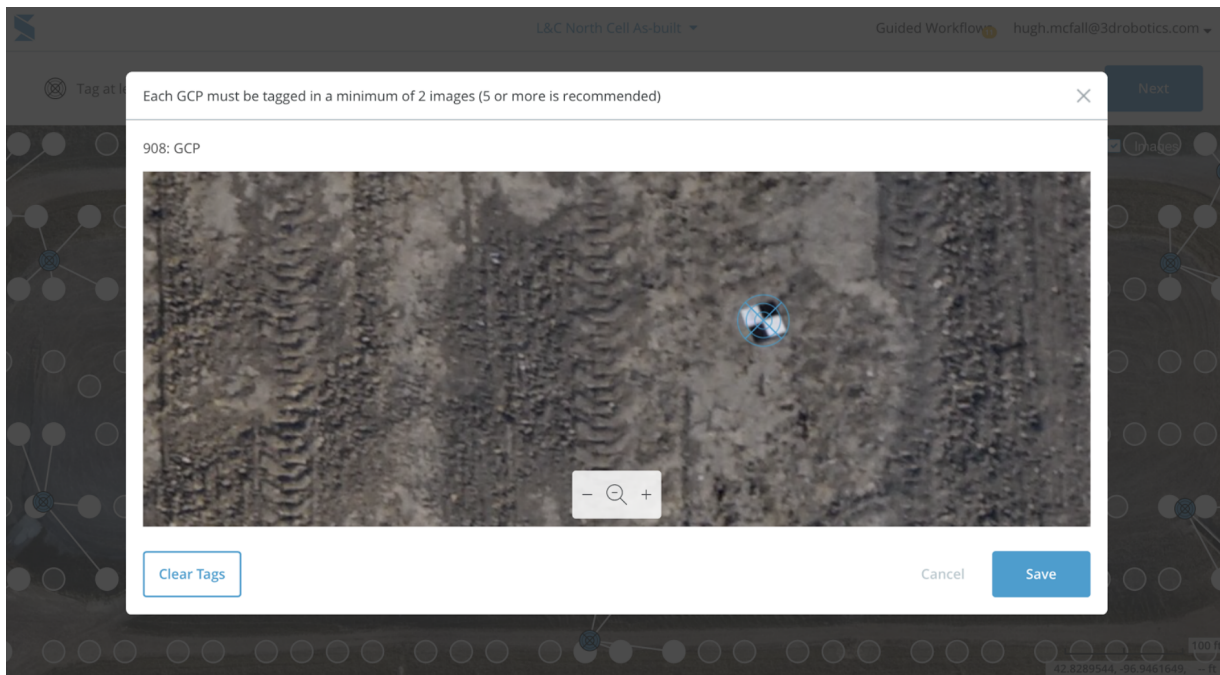 L&C North Cell As-built
Guided Workflow
hugh.mcfall@3drobotics.com
Tag at le
Next
Each GCP must be tagged in a minimum of 2 images (5 or more is recommended)
908: GCP
Images
Clear Tags
Cancel
Save
100 ft
42.8289544, -96.9461649, -- ft